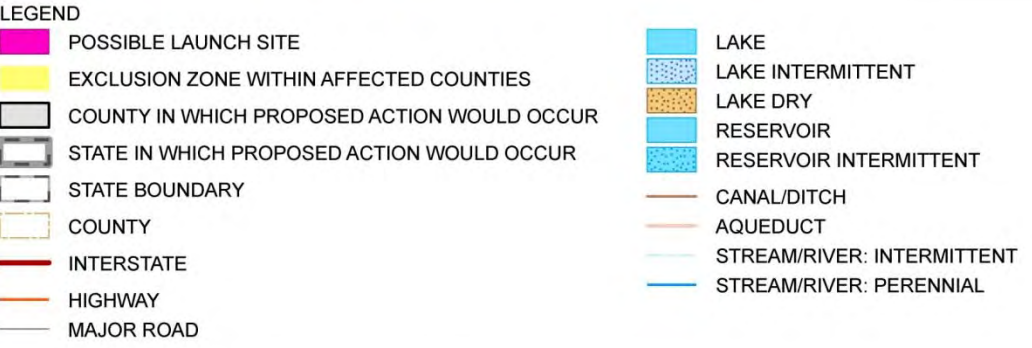 LEGEND
POSSIBLE LAUNCH SITE
EXCLUSION ZONE WITHIN AFFECTED COUNTIES
COUNTY IN WHICH PROPOSED ACTION WOULD OCCUR
STATE IN WHICH PROPOSED ACTION WOULD OCCUR
STATE BOUNDARY
COUNTY
INTERSTATE
HIGHWAY
MAJOR ROAD
LAKE
LAKE INTERMITTENT
LAKE DRY
RESERVOIR
RESERVOIR INTERMITTENT
CANAL/DITCH
AQUEDUCT
STREAM/RIVER: INTERMITTENT
STREAM/RIVER: PERENNIAL